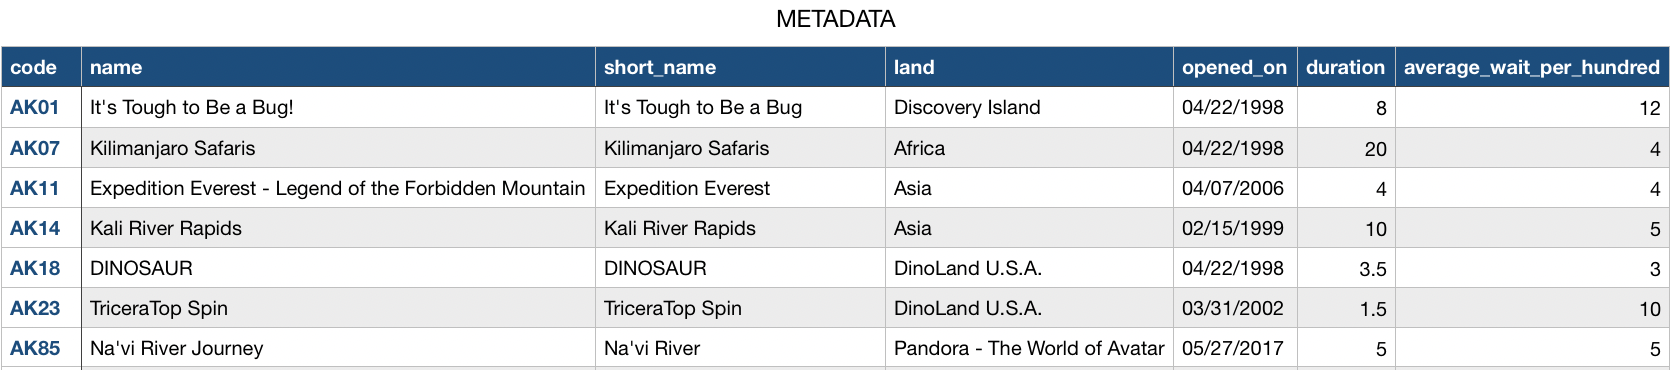 METADATA
code name short_name land opened_on duration average_wait_per_hundred
AK01 It's Tough to Be a Bug! It's Tough to Be a Bug Discovery Island 04/22/1998 8 12
AK07 Kilimanjaro Safaris Kilimanjaro Safaris Africa 04/22/1998 20 4
AK11 Expedition Everest - Legend of the Forbidden Mountain Expedition Everest Asia 04/07/2006 4 4
AK14 Kali River Rapids Kali River Rapids Asia 02/15/1999 10 5
AK18 DINOSAUR DINOSAUR DinoLand U.S.A. 04/22/1998 3.5 3
AK23 TriceraTop Spin TriceraTop Spin DinoLand U.S.A. 03/31/2002 1.5 10
AK85 Na'vi River Journey Na'vi River Pandora - The World of Avatar 05/27/2017 5 5